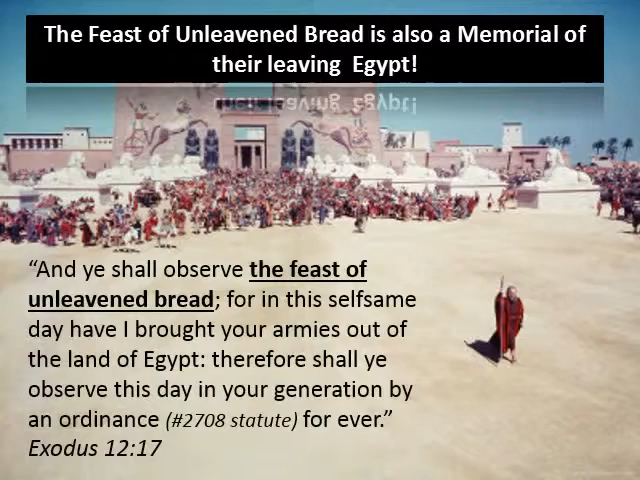 The Feast of Unleavened Bread is also a Memorial of
their leaving Egypt!
“And ye shall observe the feast of
unleavened bread; for in this selfsame
day have I brought your armies out of
the land of Egypt: therefore shall ye
observe this day in your generation by
an ordinance (#2708 statute) for ever.”
Exodus 12:17